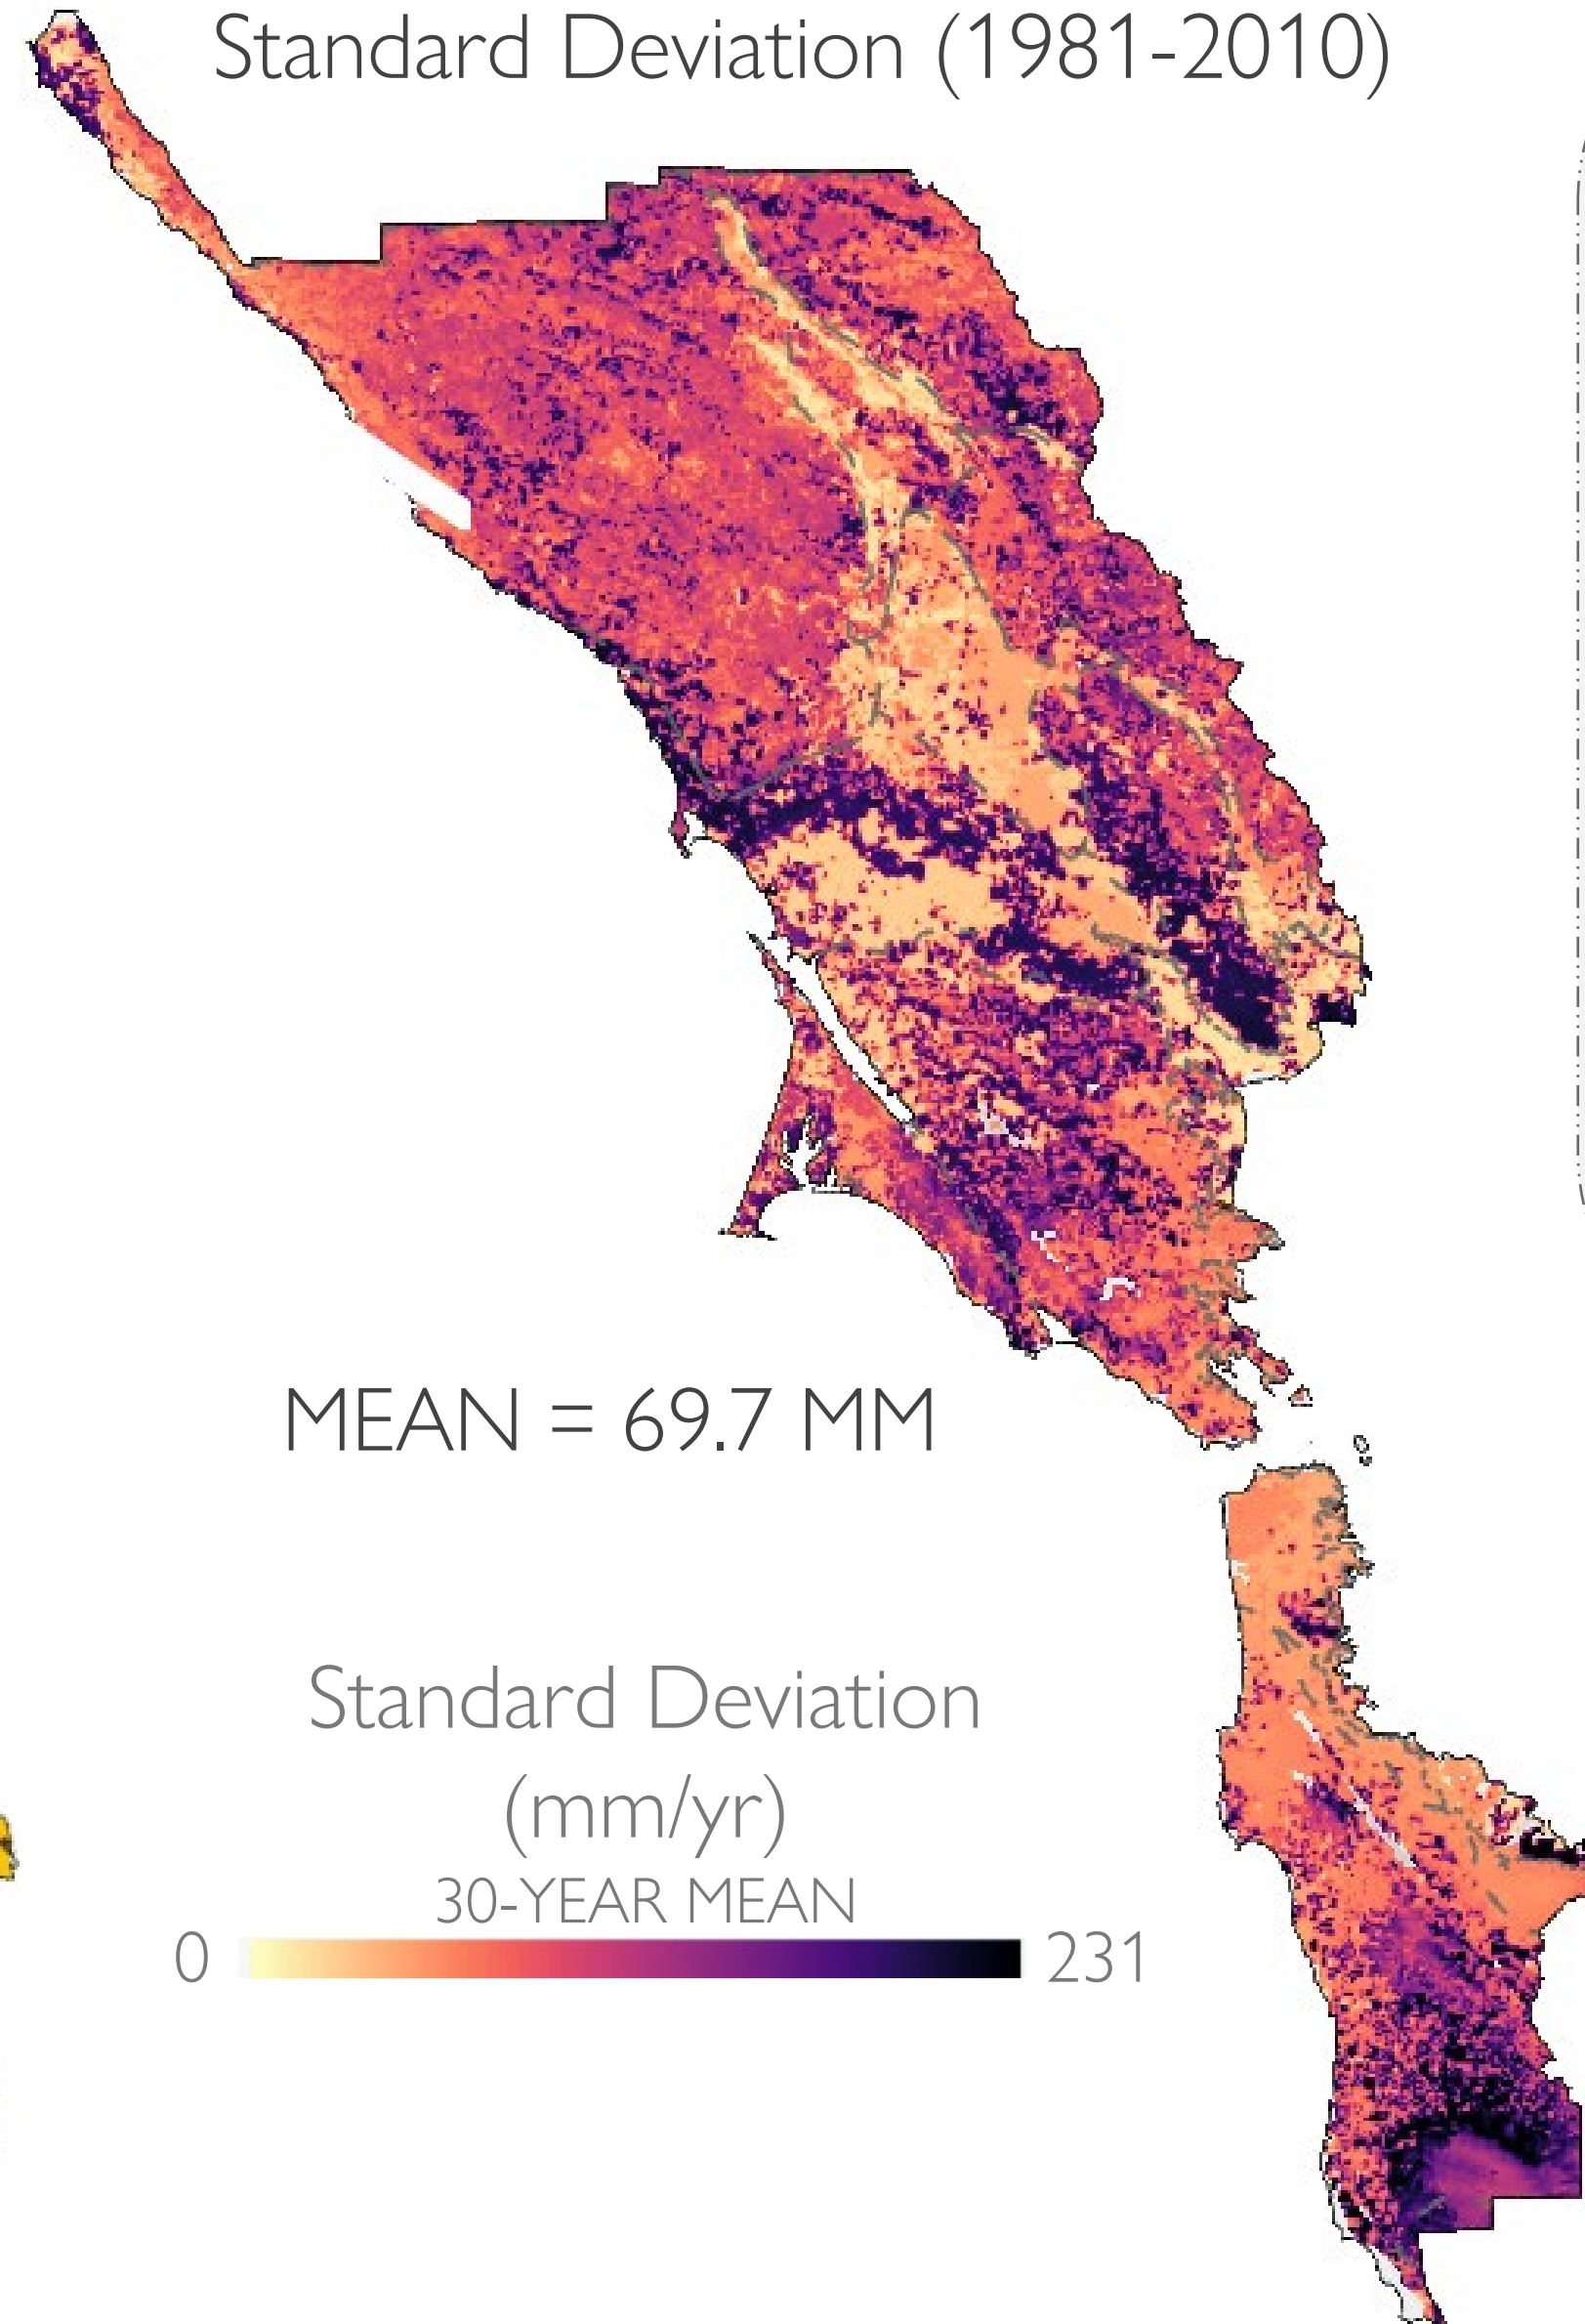 Standard Deviation (1981-2010)
MEAN = 69.7 MM
Standard Deviation
(mm/yr)
30-YEAR MEAN
0 231